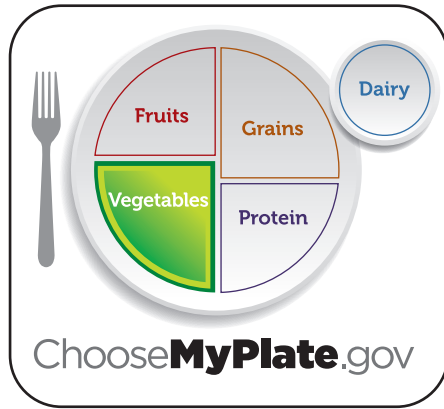 Dairy
Fruits
Grains
Vegetables
Protein
ChooseMyPlate.gov